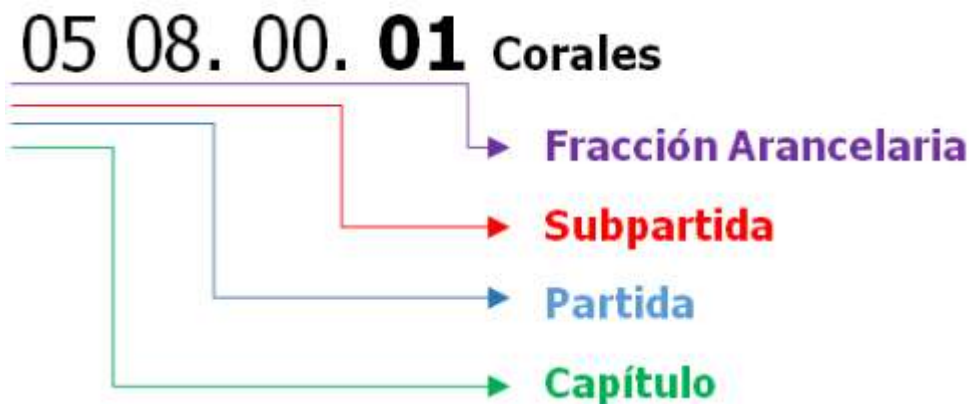 05 08. 00. 01 Corales
Fracción Arancelaria
Subpartida
Partida
Capítulo